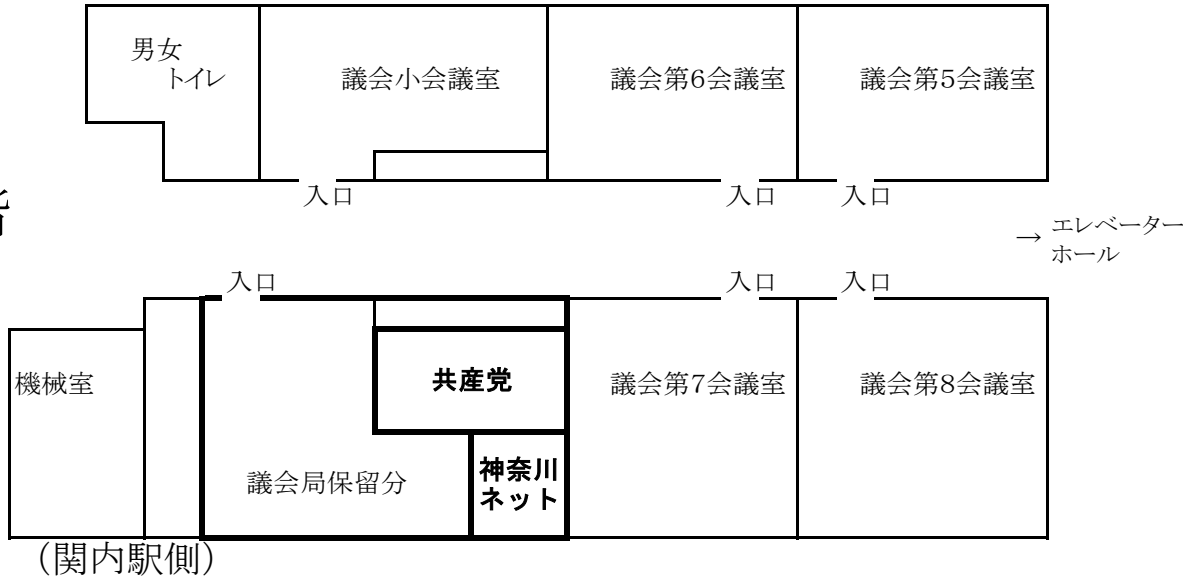 男女
トイレ
議会小会議室
議会第6会議室
議会第5会議室
入口
入口
入口
階
→ エレベーター
ホール
入口
入口
入口
機械室
共産党
議会第7会議室
議会第8会議室
議会局保留分
神奈川
ネット
（関内駅側）